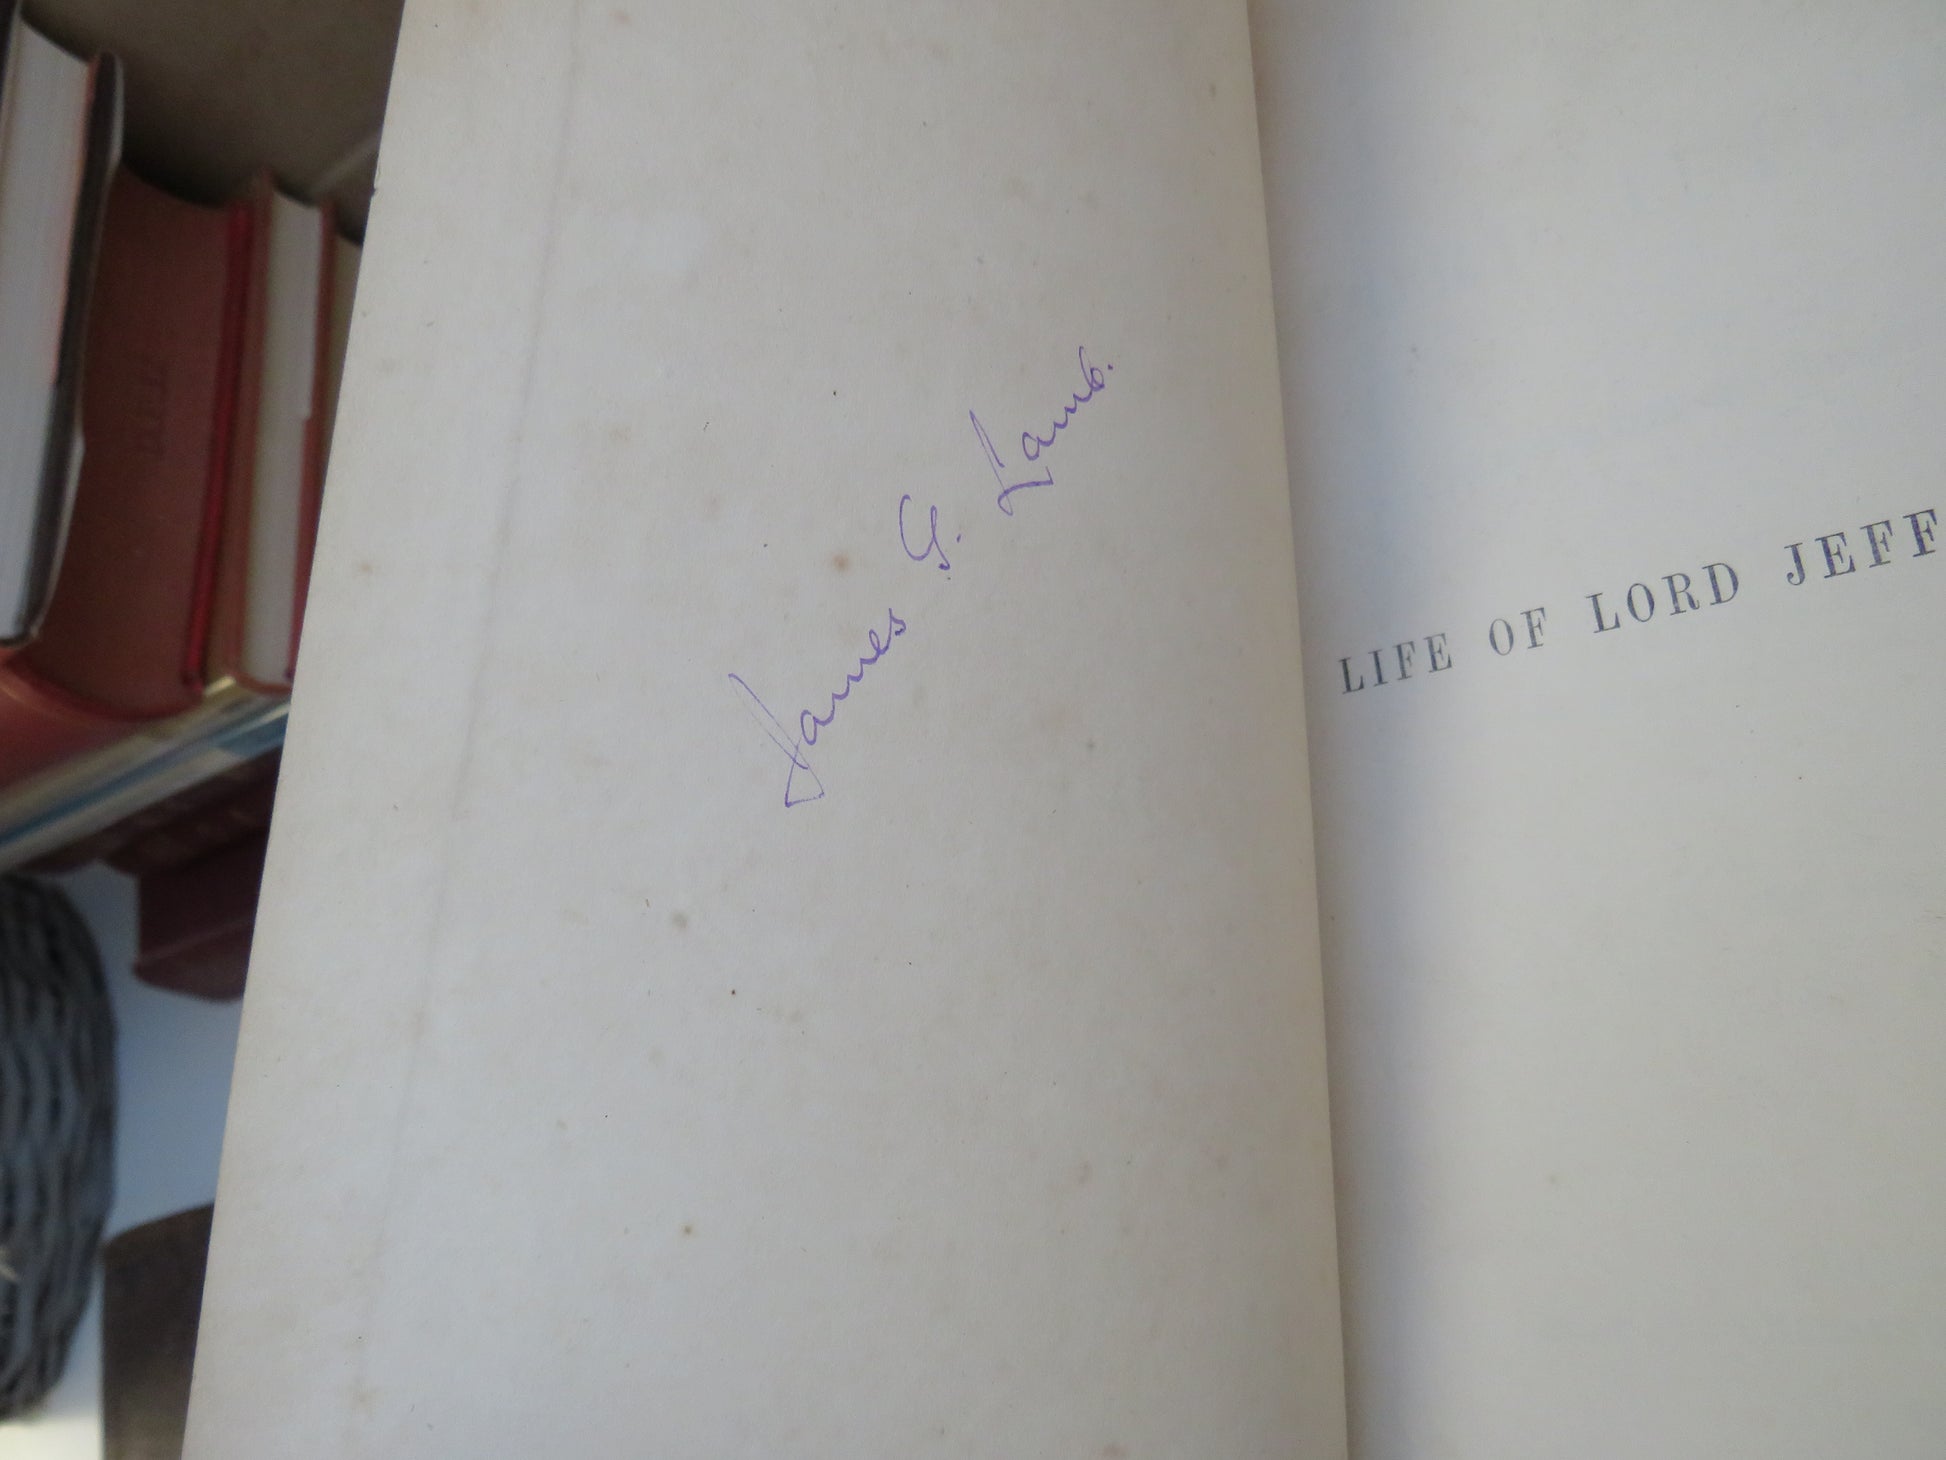 James G. Lamb.
LIFE OF LORD JEFF